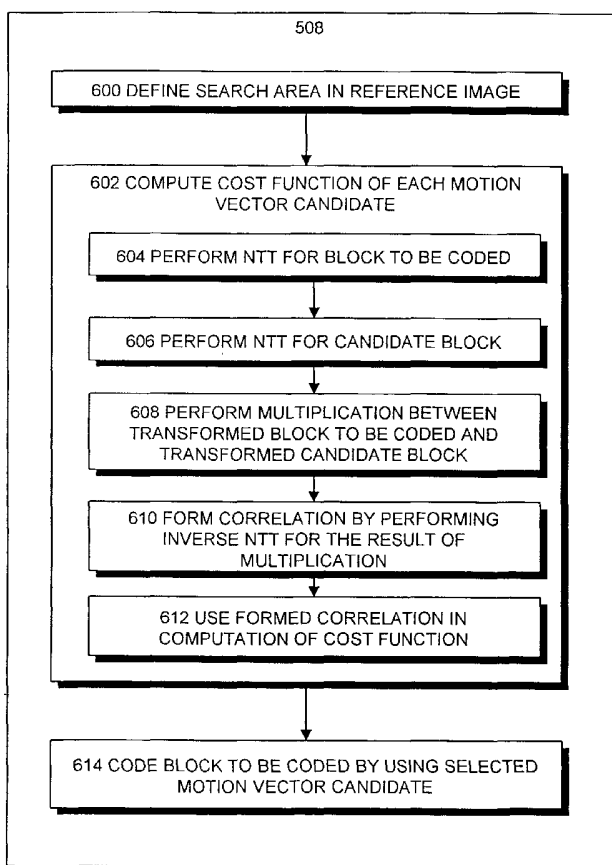 508
600 DEFINE SEARCH AREA IN REFERENCE IMAGE
602 COMPUTE COST FUNCTION OF EACH MOTION
VECTOR CANDIDATE
604 PERFORM NTT FOR BLOCK TO BE CODED
606 PERFORM NTT FOR CANDIDATE BLOCK
608 PERFORM MULTIPLICATION BETWEEN
TRANSFORMED BLOCK TO BE CODED AND
TRANSFORMED CANDIDATE BLOCK
610 FORM CORRELATION BY PERFORMING
INVERSE NTT FOR THE RESULT OF
MULTIPLICATION
612 USE FORMED CORRELATION IN
COMPUTATION OF COST FUNCTION
614 CODE BLOCK TO BE CODED BY USING SELECTED
MOTION VECTOR CANDIDATE